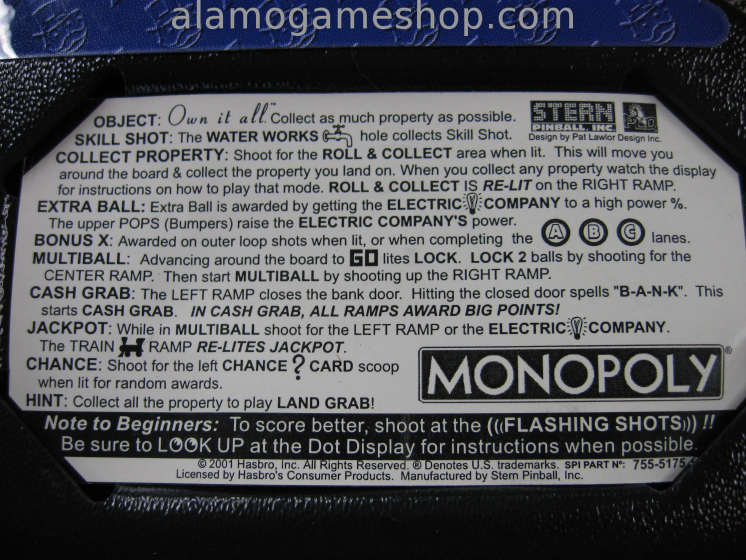 alamogameshop.com
OBJECT: Own it all.™ Collect as much property as possible.
STERN
PINBALL, INC.
SKILL SHOT: The WATER WORKS hole collects Skill Shot.
Design by Pat Lawlor Design Inc.
COLLECT PROPERTY: Shoot for the ROLL & COLLECT area when lit. This will move you
around the board & collect the property you land on. When you collect any property watch the display
for instructions on how to play that mode. ROLL & COLLECT IS RE-LIT on the RIGHT RAMP.
EXTRA BALL: Extra Ball is awarded by getting the ELECTRIC COMPANY to a high power %.
The upper POPS (Bumpers) raise the ELECTRIC COMPANY'S power.
BONUS X: Awarded on outer loop shots when lit, or when completing the A B C lanes.
MULTIBALL: Advancing around the board to GO lites LOCK. LOCK 2 balls by shooting for the
CENTER RAMP. Then start MULTIBALL by shooting up the RIGHT RAMP.
CASH GRAB: The LEFT RAMP closes the bank door. Hitting the closed door spells "B-A-N-K". This
starts CASH GRAB. IN CASH GRAB, ALL RAMPS AWARD BIG POINTS!
JACKPOT: While in MULTIBALL shoot for the LEFT RAMP or the ELECTRIC COMPANY.
The TRAIN RAMP RE-LITES JACKPOT.
CHANCE: Shoot for the left CHANCE ? CARD scoop
when lit for random awards.
MONOPOLY®
HINT: Collect all the property to play LAND GRAB!
Note to Beginners: To score better, shoot at the (((FLASHING SHOTS))) !!
Be sure to LOOK UP at the Dot Display for instructions when possible.
© 2001 Hasbro, Inc. All Rights Reserved. ® Denotes U.S. trademarks. SPI PART Nº: 755-5175
Licensed by Hasbro's Consumer Products. Manufactured by Stern Pinball, Inc.